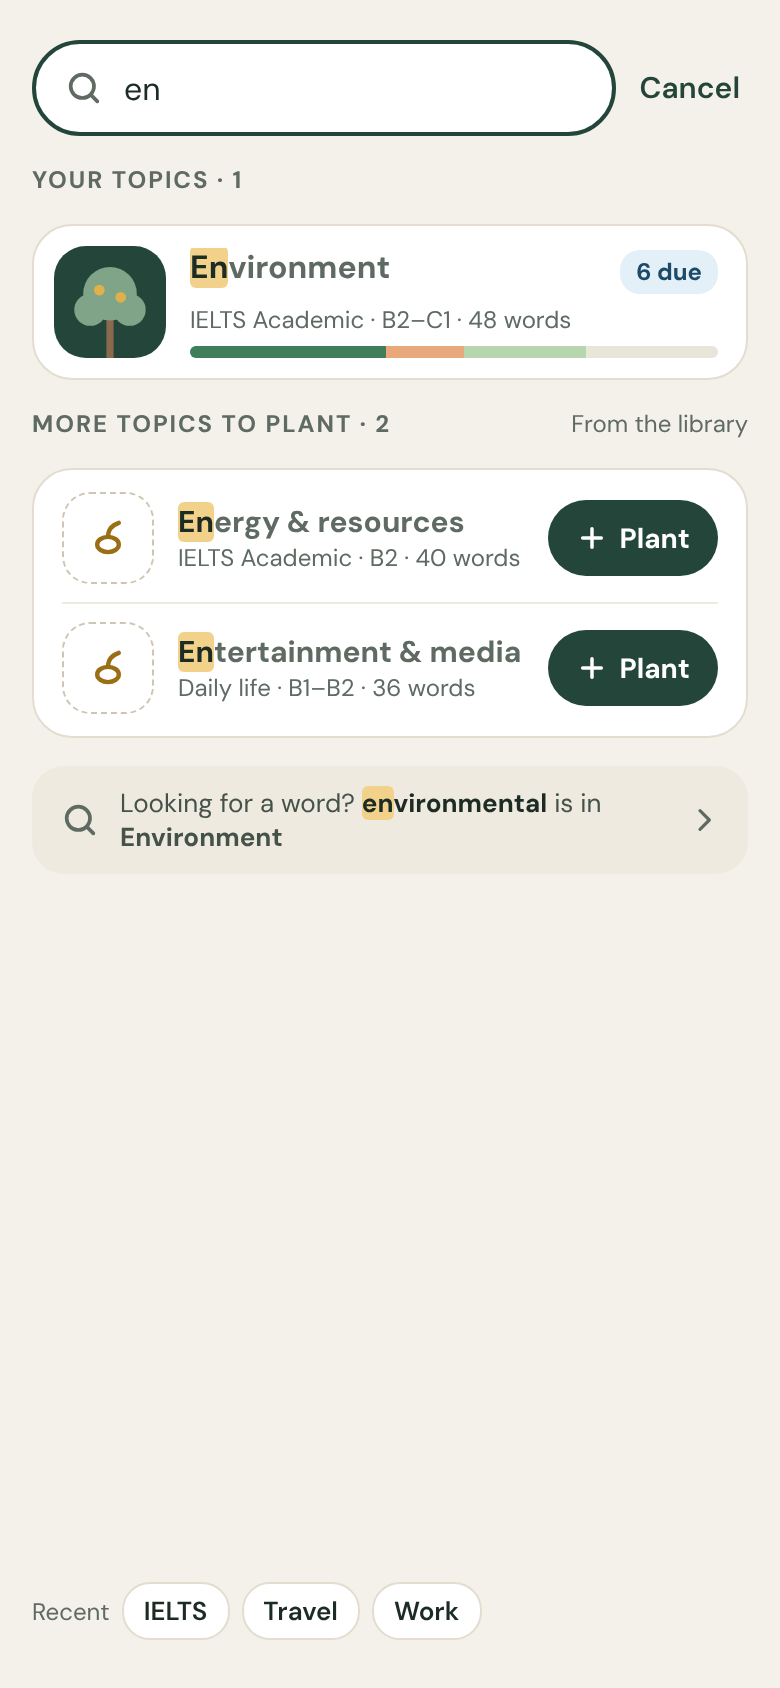 en
Cancel
YOUR TOPICS · 1
Environment
6 due
IELTS Academic · B2–C1 · 48 words
MORE TOPICS TO PLANT · 2
From the library
Energy & resources
IELTS Academic · B2 · 40 words
+ Plant
Entertainment & media
Daily life · B1–B2 · 36 words
+ Plant
Looking for a word? environmental is in
Environment
Recent
IELTS
Travel
Work